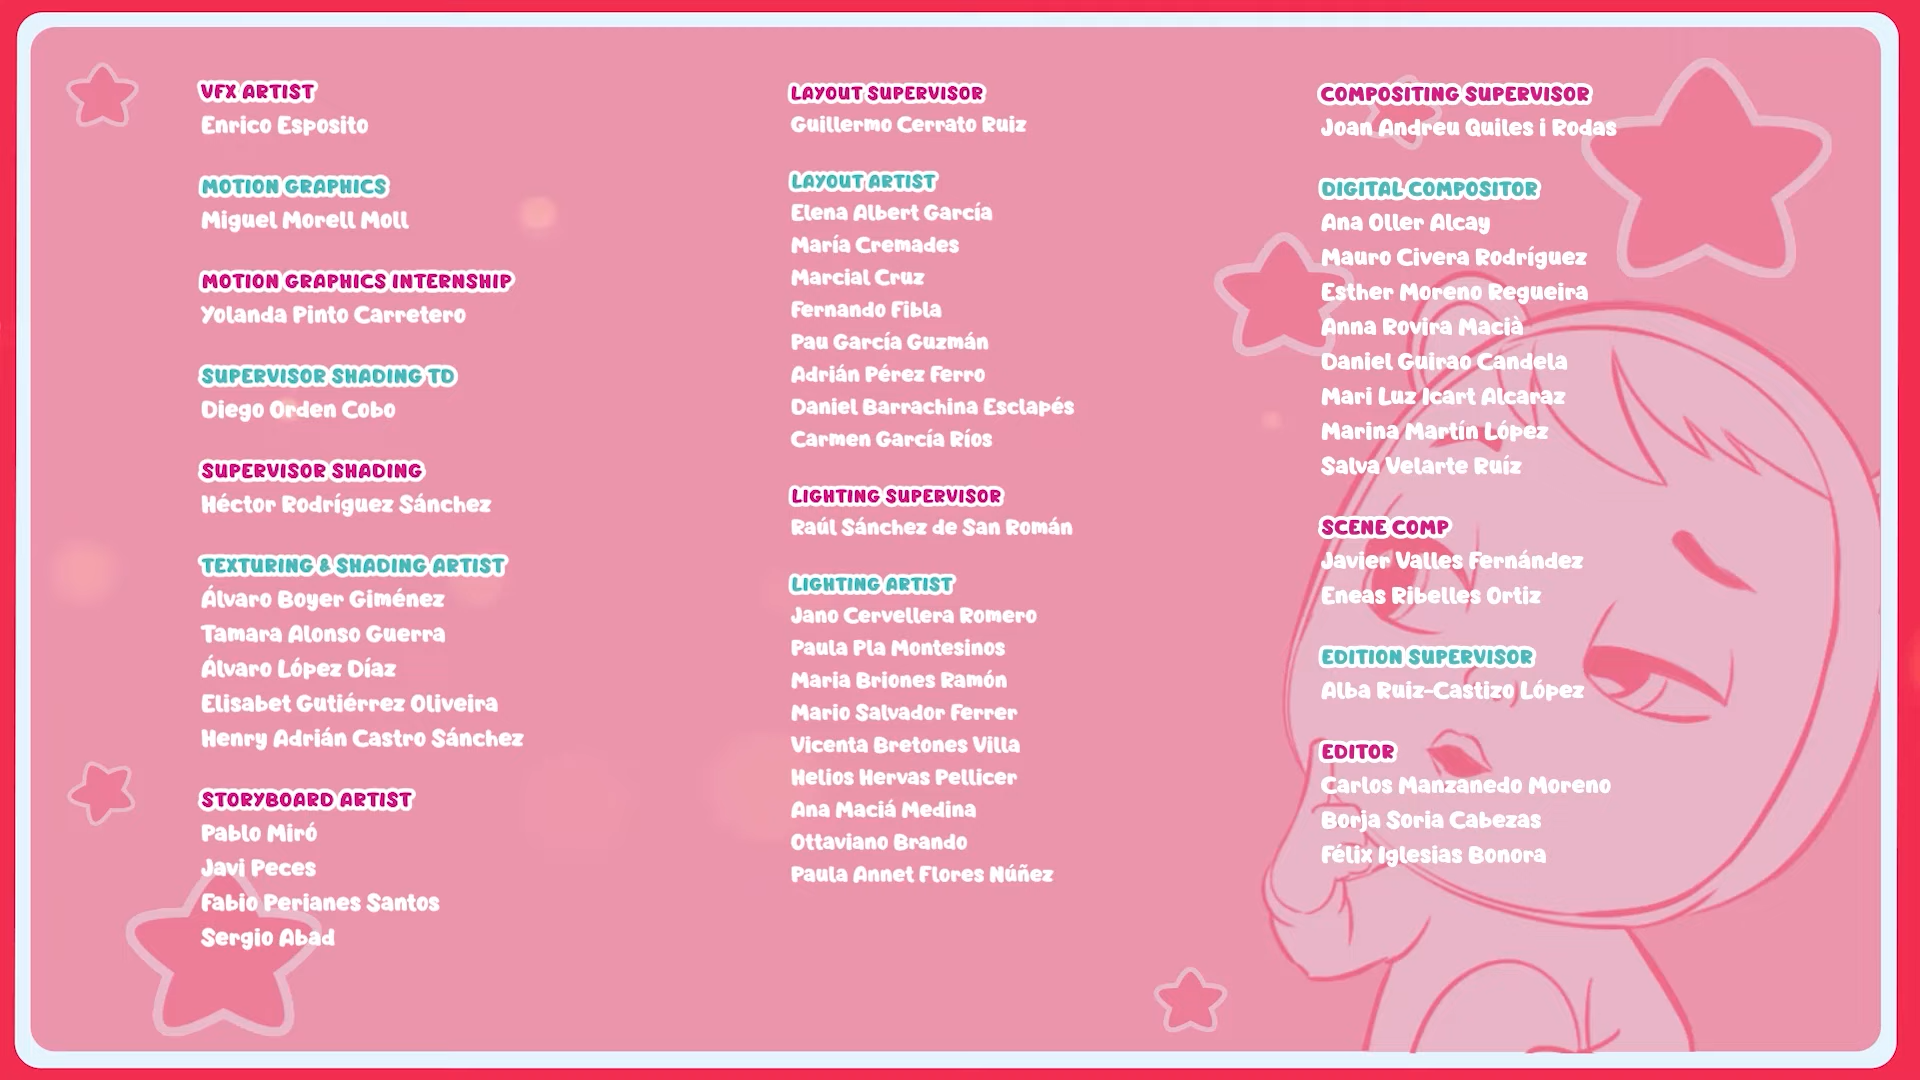 VFX ARTIST
Enrico Esposito
MOTION GRAPHICS
Miguel Morell Moll
MOTION GRAPHICS INTERNSHIP
Yolanda Pinto Carretero
SUPERVISOR SHADING TD
Diego Orden Cobo
SUPERVISOR SHADING
Héctor Rodríguez Sánchez
TEXTURING & SHADING ARTIST
Álvaro Boyer Giménez
Tamara Alonso Guerra
Álvaro López Díaz
Elisabet Gutiérrez Oliveira
Henry Adrián Castro Sánchez
STORYBOARD ARTIST
Pablo Miró
Javi Peces
Fabio Perianes Santos
Sergio Abad
LAYOUT SUPERVISOR
Guillermo Cerrato Ruiz
LAYOUT ARTIST
Elena Albert García
María Cremades
Marcial Cruz
Fernando Fibla
Pau García Guzmán
Adrián Pérez Ferro
Daniel Barrachina Esclapés
Carmen García Ríos
LIGHTING SUPERVISOR
Raúl Sánchez de San Román
LIGHTING ARTIST
Jano Cervellera Romero
Paula Pla Montesinos
Maria Briones Ramón
Mario Salvador Ferrer
Vicenta Bretones Villa
Helios Hervas Pellicer
Ana Maciá Medina
Ottaviano Brando
Paula Annet Flores Núñez
COMPOSITING SUPERVISOR
Joan Andreu Quiles i Rodas
DIGITAL COMPOSITOR
Ana Oller Alcay
Mauro Civera Rodríguez
Esther Moreno Regueira
Anna Rovira Macià
Daniel Guirao Candela
Mari Luz Icart Alcaraz
Marina Martín López
Salva Velarte Ruíz
SCENE COMP
Javier Valles Fernández
Eneas Ribelles Ortiz
EDITION SUPERVISOR
Alba Ruiz-Castizo López
EDITOR
Carlos Manzanedo Moreno
Borja Soria Cabezas
Félix Iglesias Bonora